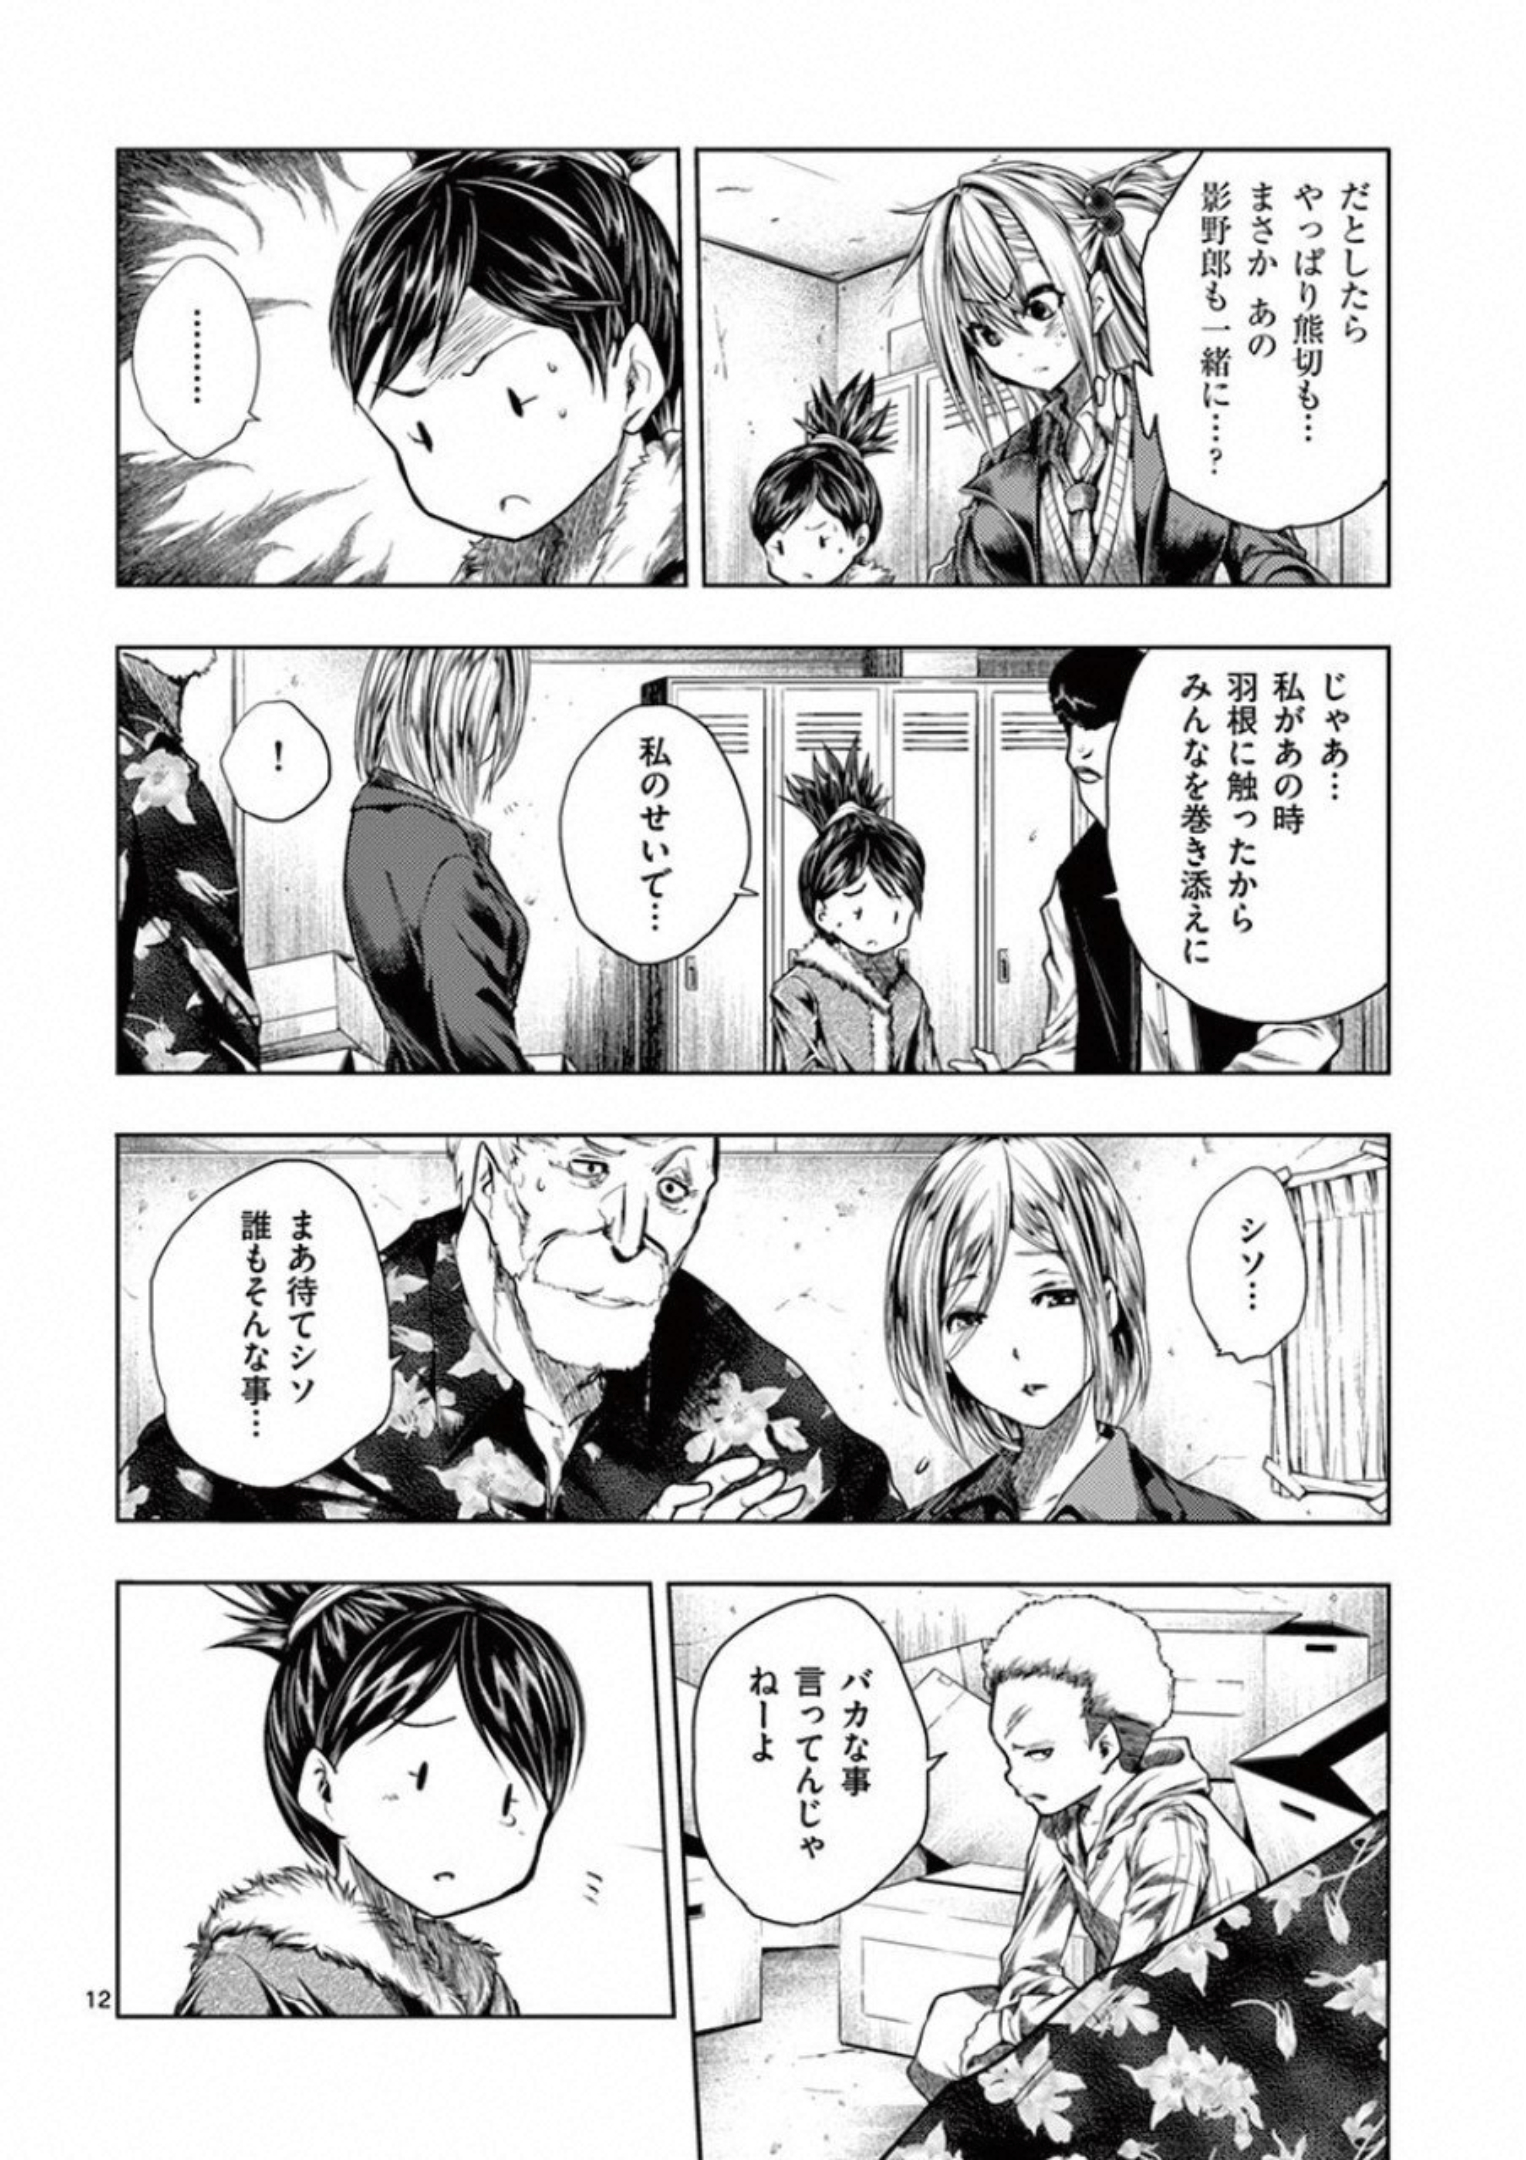 だとしたら
やっぱり熊切も…
まさか あの
影野郎も一緒に…?
………
じゃあ…
私があの時
羽根に触ったから
みんなを巻き添えに
私のせいで…
!
シソ…
まあ待てシソ
誰もそんな事…
バカな事
言ってんじゃ
ねーよ
12